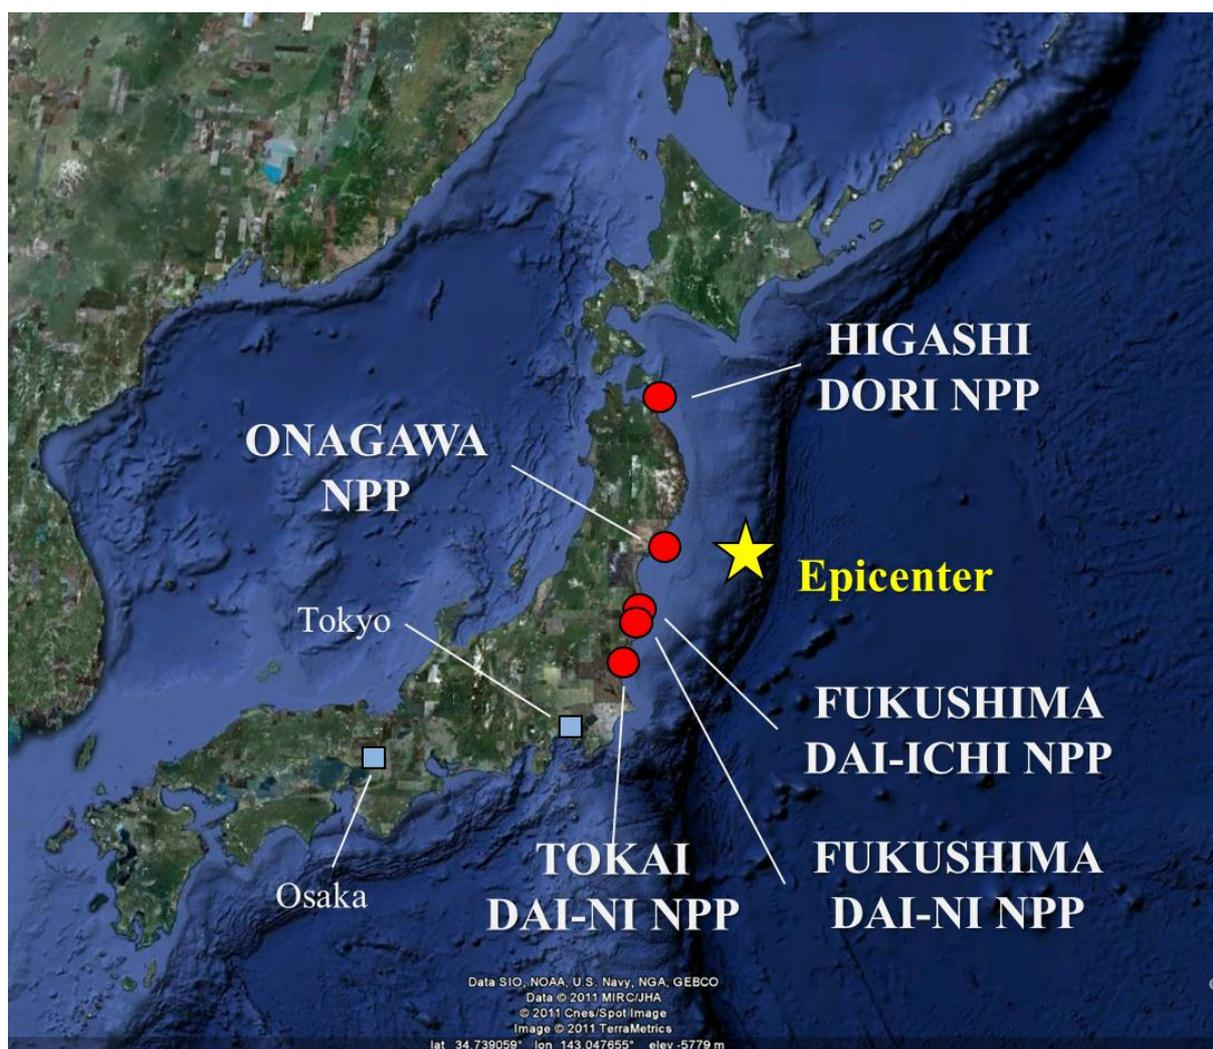 HIGASHI
DORI NPP
ONAGAWA
NPP
Epicenter
Tokyo
FUKUSHIMA
DAI-ICHI NPP
TOKAI
DAI-NI NPP
FUKUSHIMA
DAI-NI NPP
Osaka
Data SIO, NOAA, U.S. Navy, NGA, GEBCO
Data © 2011 MIRC/JHA
© 2011 Cnes/Spot Image
Image © 2011 TerraMetrics
lat 34.739059° lon 143.047655° elev -5779 m